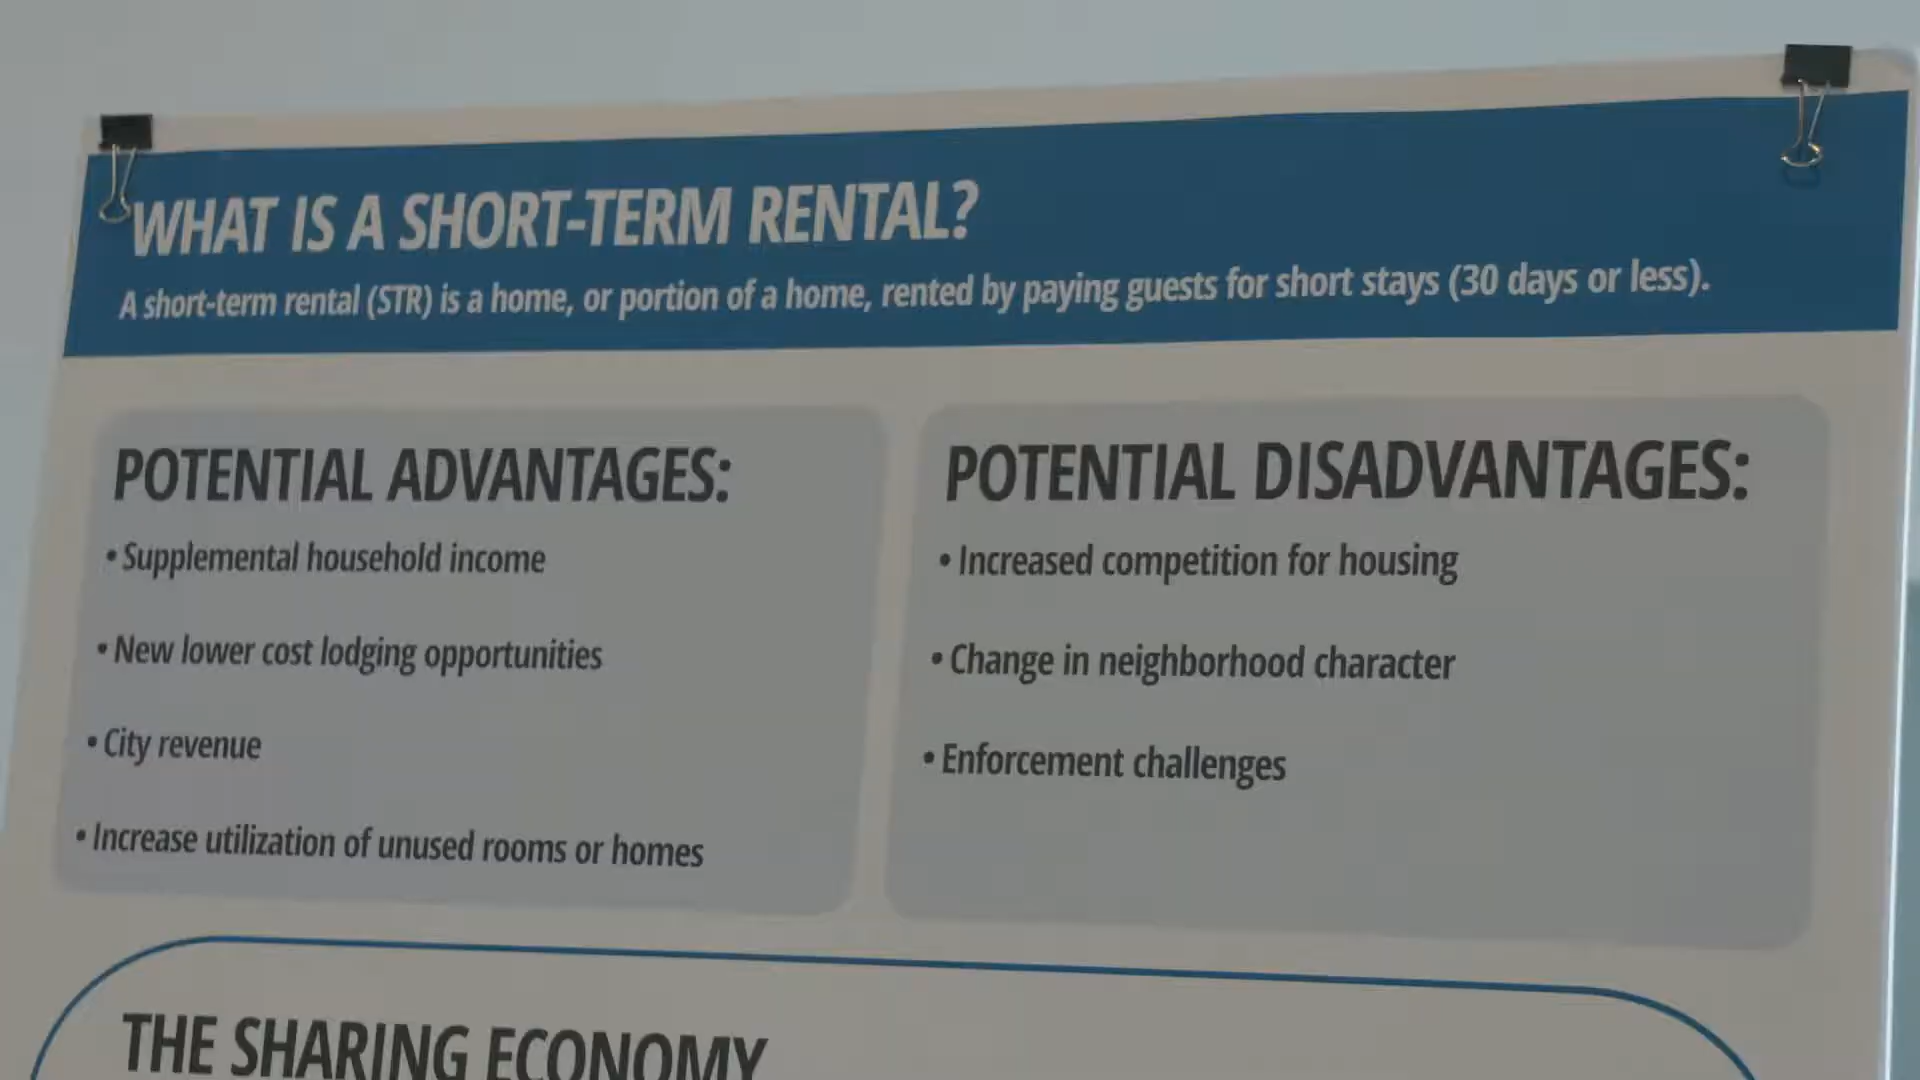 WHAT IS A SHORT-TERM RENTAL?
A short-term rental (STR) is a home, or portion of a home, rented by paying guests for short stays (30 days or less).
POTENTIAL ADVANTAGES:
• Supplemental household income
• New lower cost lodging opportunities
• City revenue
• Increase utilization of unused rooms or homes
POTENTIAL DISADVANTAGES:
• Increased competition for housing
• Change in neighborhood character
• Enforcement challenges
THE SHARING ECONOMY